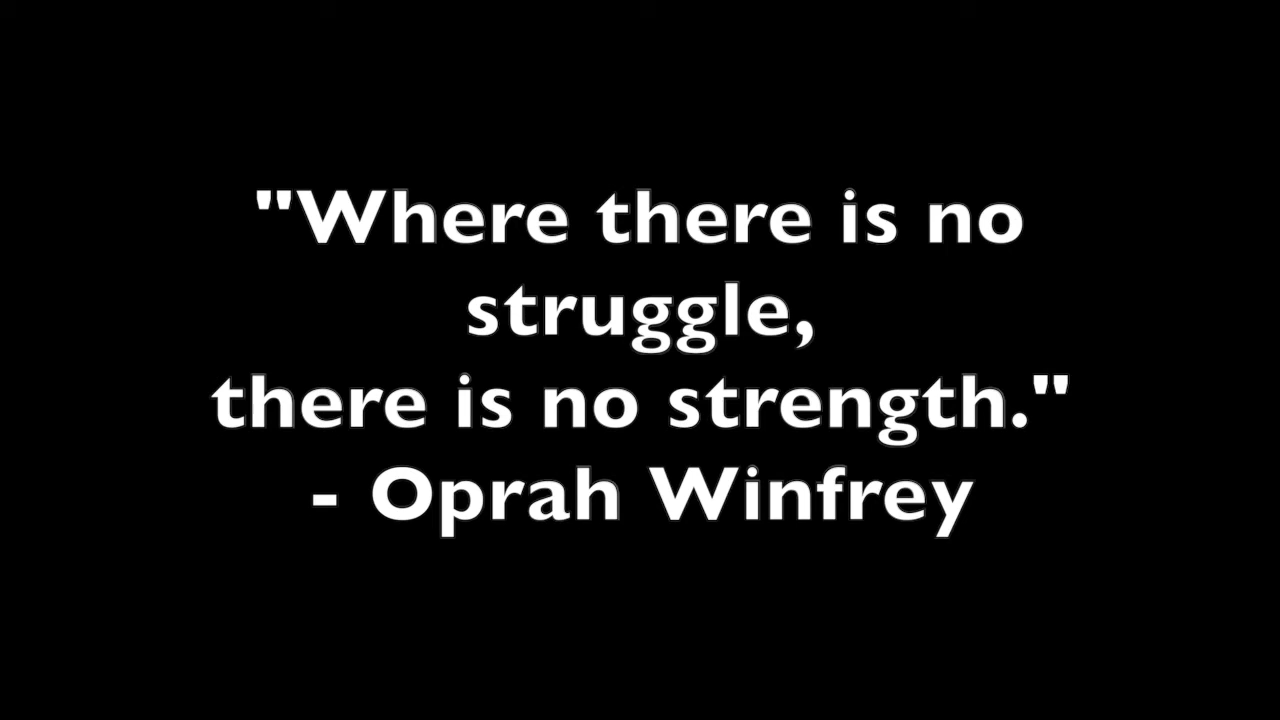 "Where there is no
struggle,
there is no strength."
- Oprah Winfrey